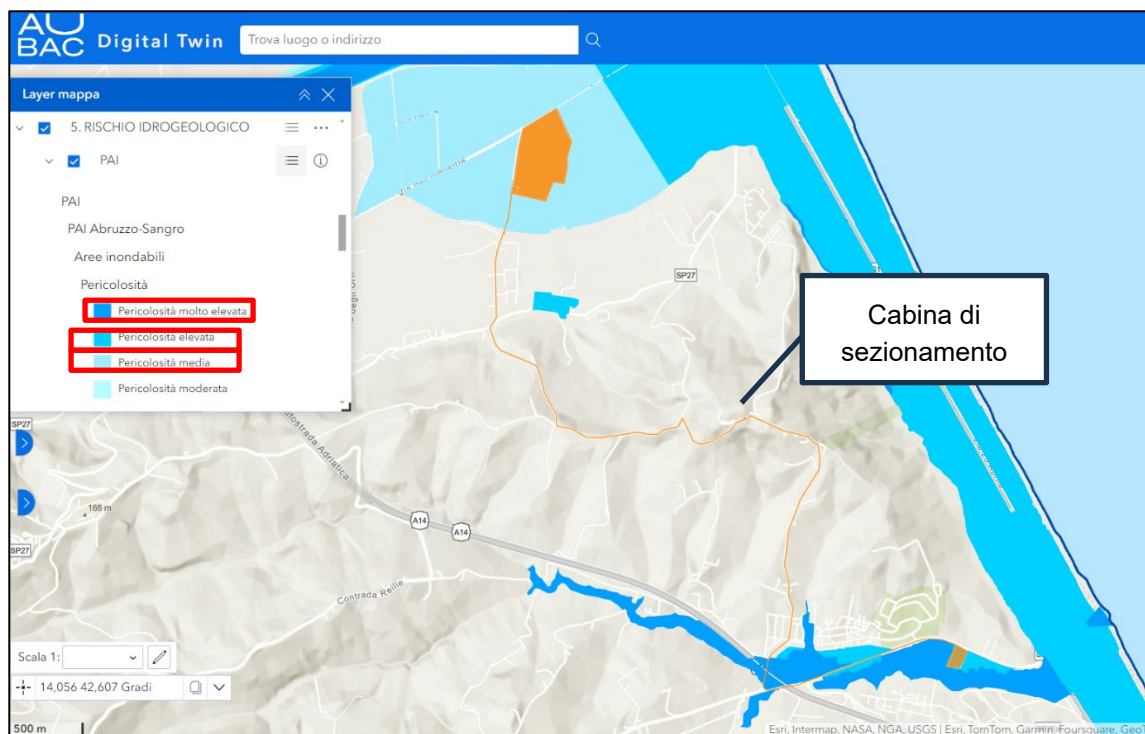 AU
BAC Digital Twin
Trova luogo o indirizzo
Layer mappa
5. RISCHIO IDROGEOLOGICO
PAI
PAI
PAI Abruzzo-Sangro
Aree inondabili
Pericolosità
Pericolosità molto elevata
Pericolosità elevata
Pericolosità media
Pericolosità moderata
SP27
Cabina di
sezionamento
SP27
Autostrada Adriatica
168 m
A14
A14
SP27
Contrada Reille
Scala 1:
14,056 42,607 Gradi
500 m
Esri, Intermap, NASA, NGA, USGS | Esri, TomTom, Garmin, Foursquare, GeoT